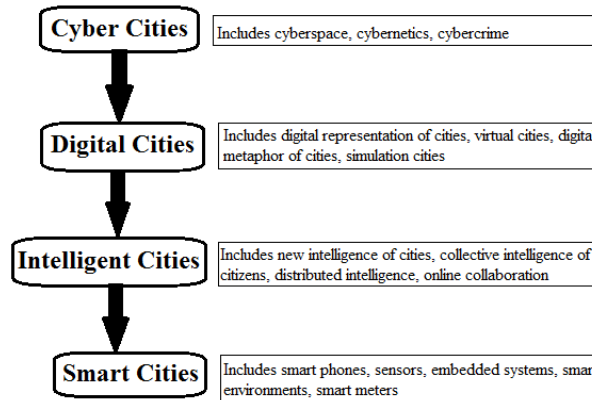 Cyber Cities
Includes cyberspace, cybernetics, cybercrime
Digital Cities
Includes digital representation of cities, virtual cities, digital
metaphor of cities, simulation cities
Intelligent Cities
Includes new intelligence of cities, collective intelligence of
citizens, distributed intelligence, online collaboration
Smart Cities
Includes smart phones, sensors, embedded systems, smar
environments, smart meters